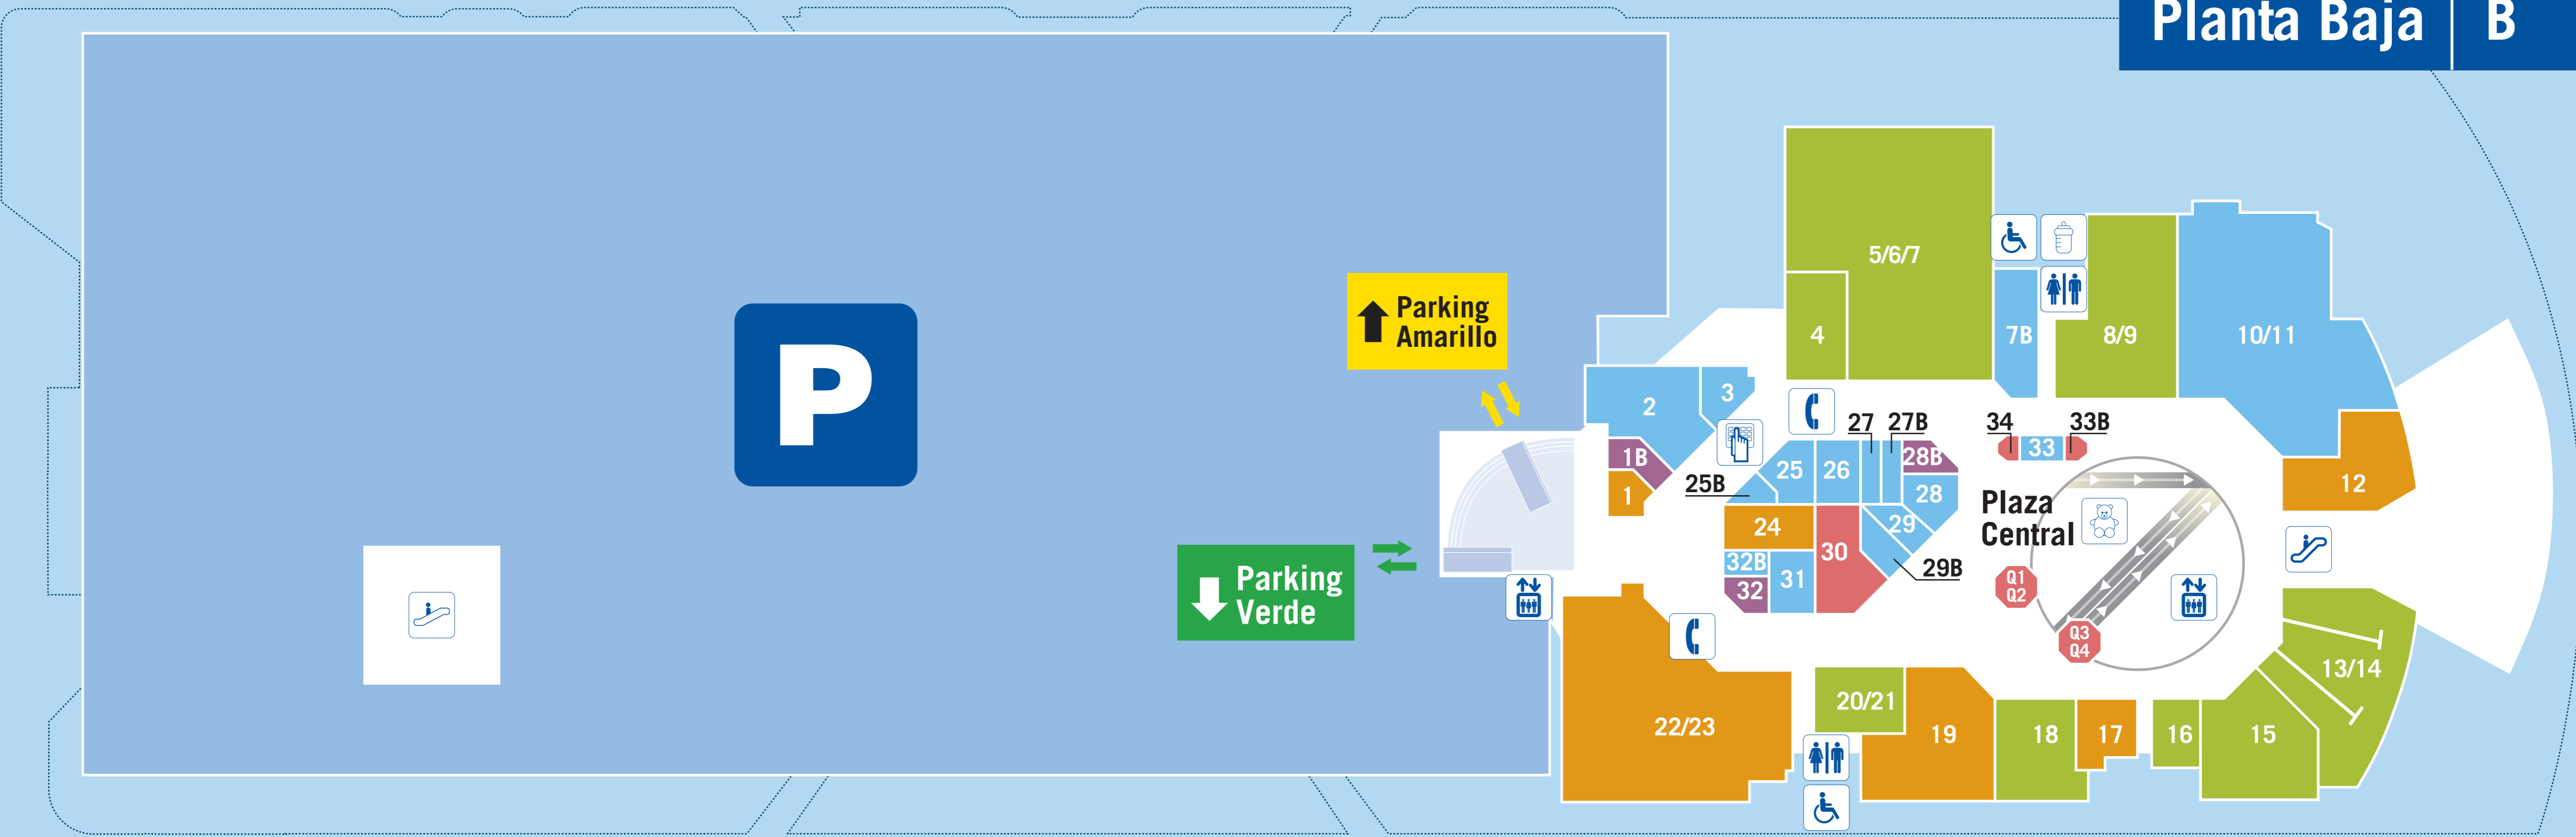 Planta Baja B
P
Parking
Amarillo
Parking
Verde
5/6/7
4
7B
8/9
10/11
2
3
1B
1
27
27B
34
33
33B
25
26
28B
25B
28
24
29
30
32B
31
32
29B
Plaza
Central
12
Q1
Q2
Q3
Q4
13/14
22/23
20/21
19
18
17
16
15